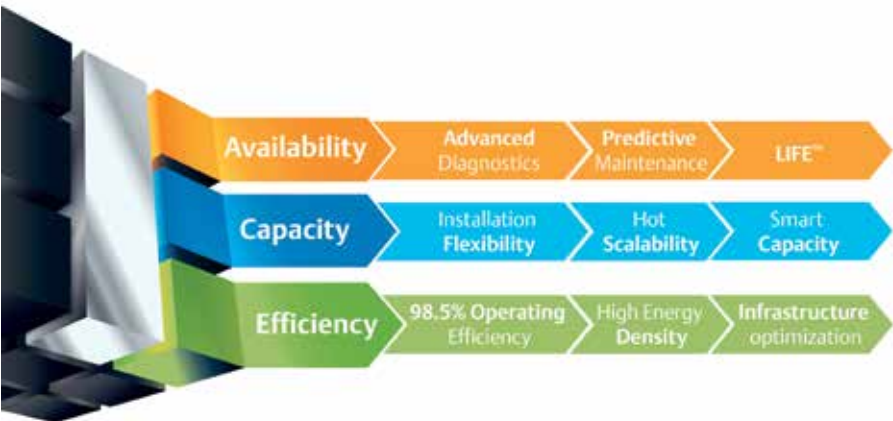 Availability
Advanced
Diagnostics
Predictive
Maintenance
LIFE™
Capacity
Installation
Flexibility
Hot
Scalability
Smart
Capacity
Efficiency
98.5% Operating
Efficiency
High Energy
Density
Infrastructure
optimization